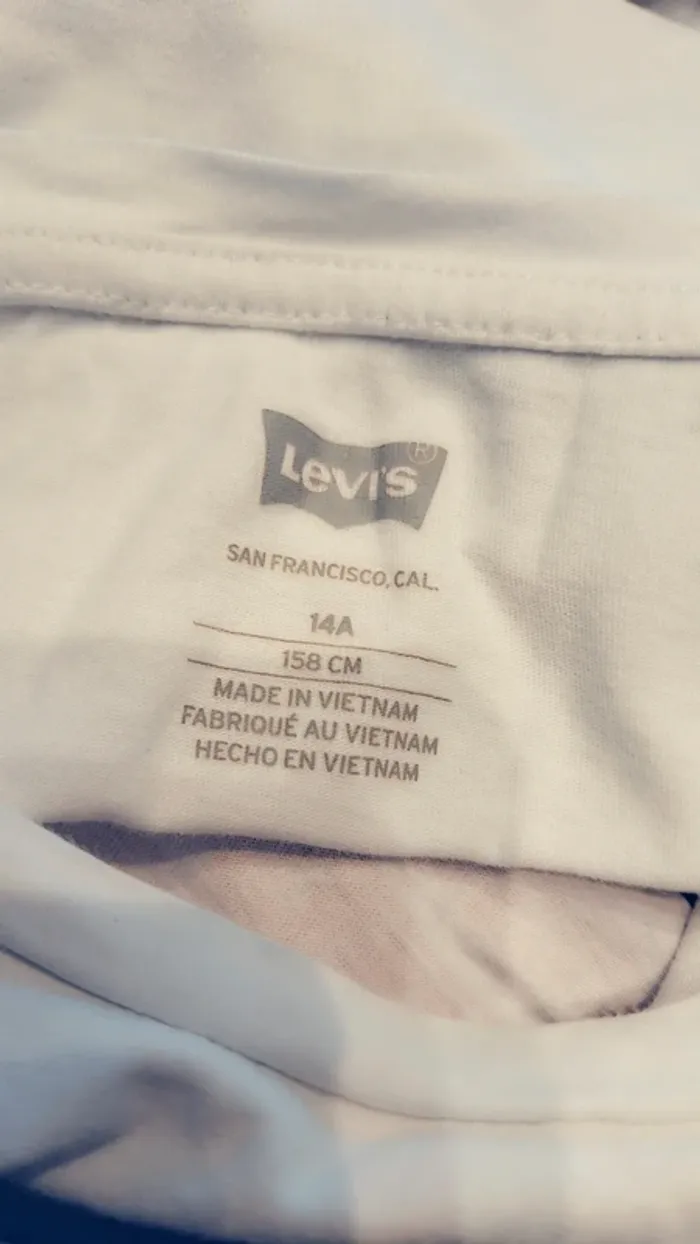 Levi's®
SAN FRANCISCO, CAL.
14A
158 CM
MADE IN VIETNAM
FABRIQUÉ AU VIETNAM
HECHO EN VIETNAM